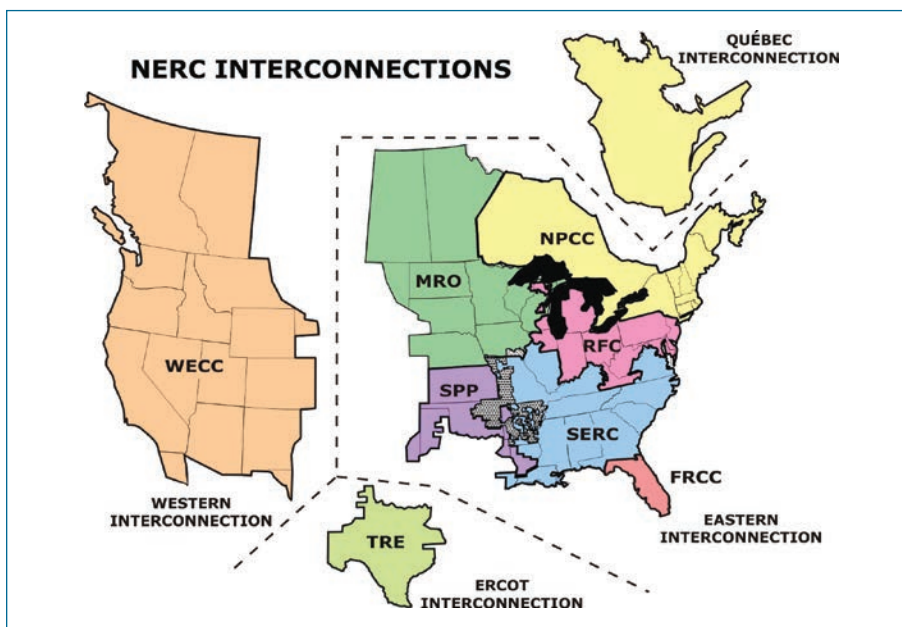 NERC INTERCONNECTIONS
QUÉBEC
INTERCONNECTION
NPCC
MRO
RFC
WECC
SPP
SERC
FRCC
WESTERN
INTERCONNECTION
EASTERN
INTERCONNECTION
TRE
ERCOT
INTERCONNECTION